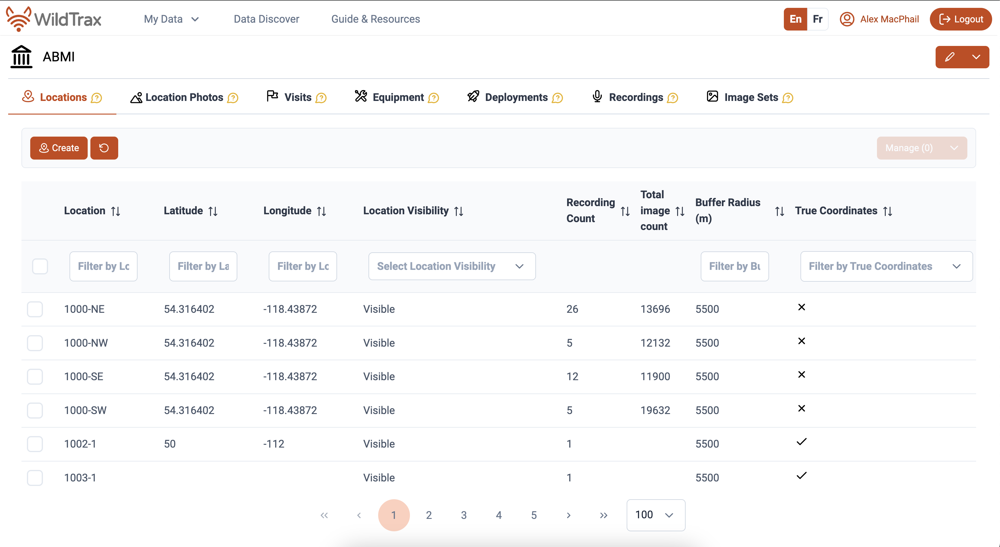 WildTrax My Data Data Discover Guide & Resources En Fr Alex MacPhail Logout
ABMI
Locations Location Photos Visits Equipment Deployments Recordings Image Sets
Create Manage (0)
Location Latitude Longitude Location Visibility Recording Count Total image count Buffer Radius (m) True Coordinates
Filter by Lo Filter by La Filter by Lo Select Location Visibility Filter by Bu Filter by True Coordinates
1000-NE 54.316402 -118.43872 Visible 26 13696 5500
1000-NW 54.316402 -118.43872 Visible 5 12132 5500
1000-SE 54.316402 -118.43872 Visible 12 11900 5500
1000-SW 54.316402 -118.43872 Visible 5 19632 5500
1002-1 50 -112 Visible 1 5500
1003-1 Visible 1 5500
1 2 3 4 5 100